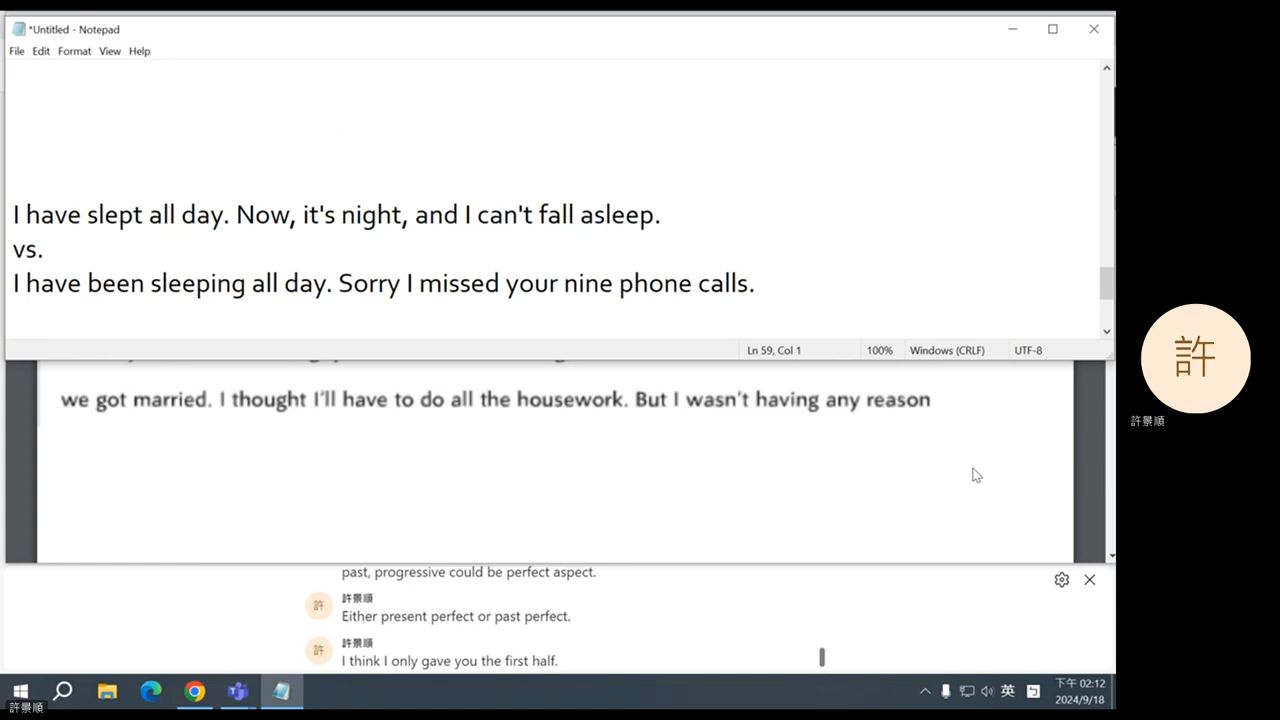 *Untitled - Notepad
File Edit Format View Help
I have slept all day. Now, it's night, and I can't fall asleep.
vs.
I have been sleeping all day. Sorry I missed your nine phone calls.
Ln 59, Col 1 100% Windows (CRLF) UTF-8
we got married. I thought I'll have to do all the housework. But I wasn't having any reason
past, progressive could be perfect aspect.
許 許景順
Either present perfect or past perfect.
許 許景順
I think I only gave you the first half.
許
許景順
英 ㄅ 下午 02:12
2024/9/18
許景順